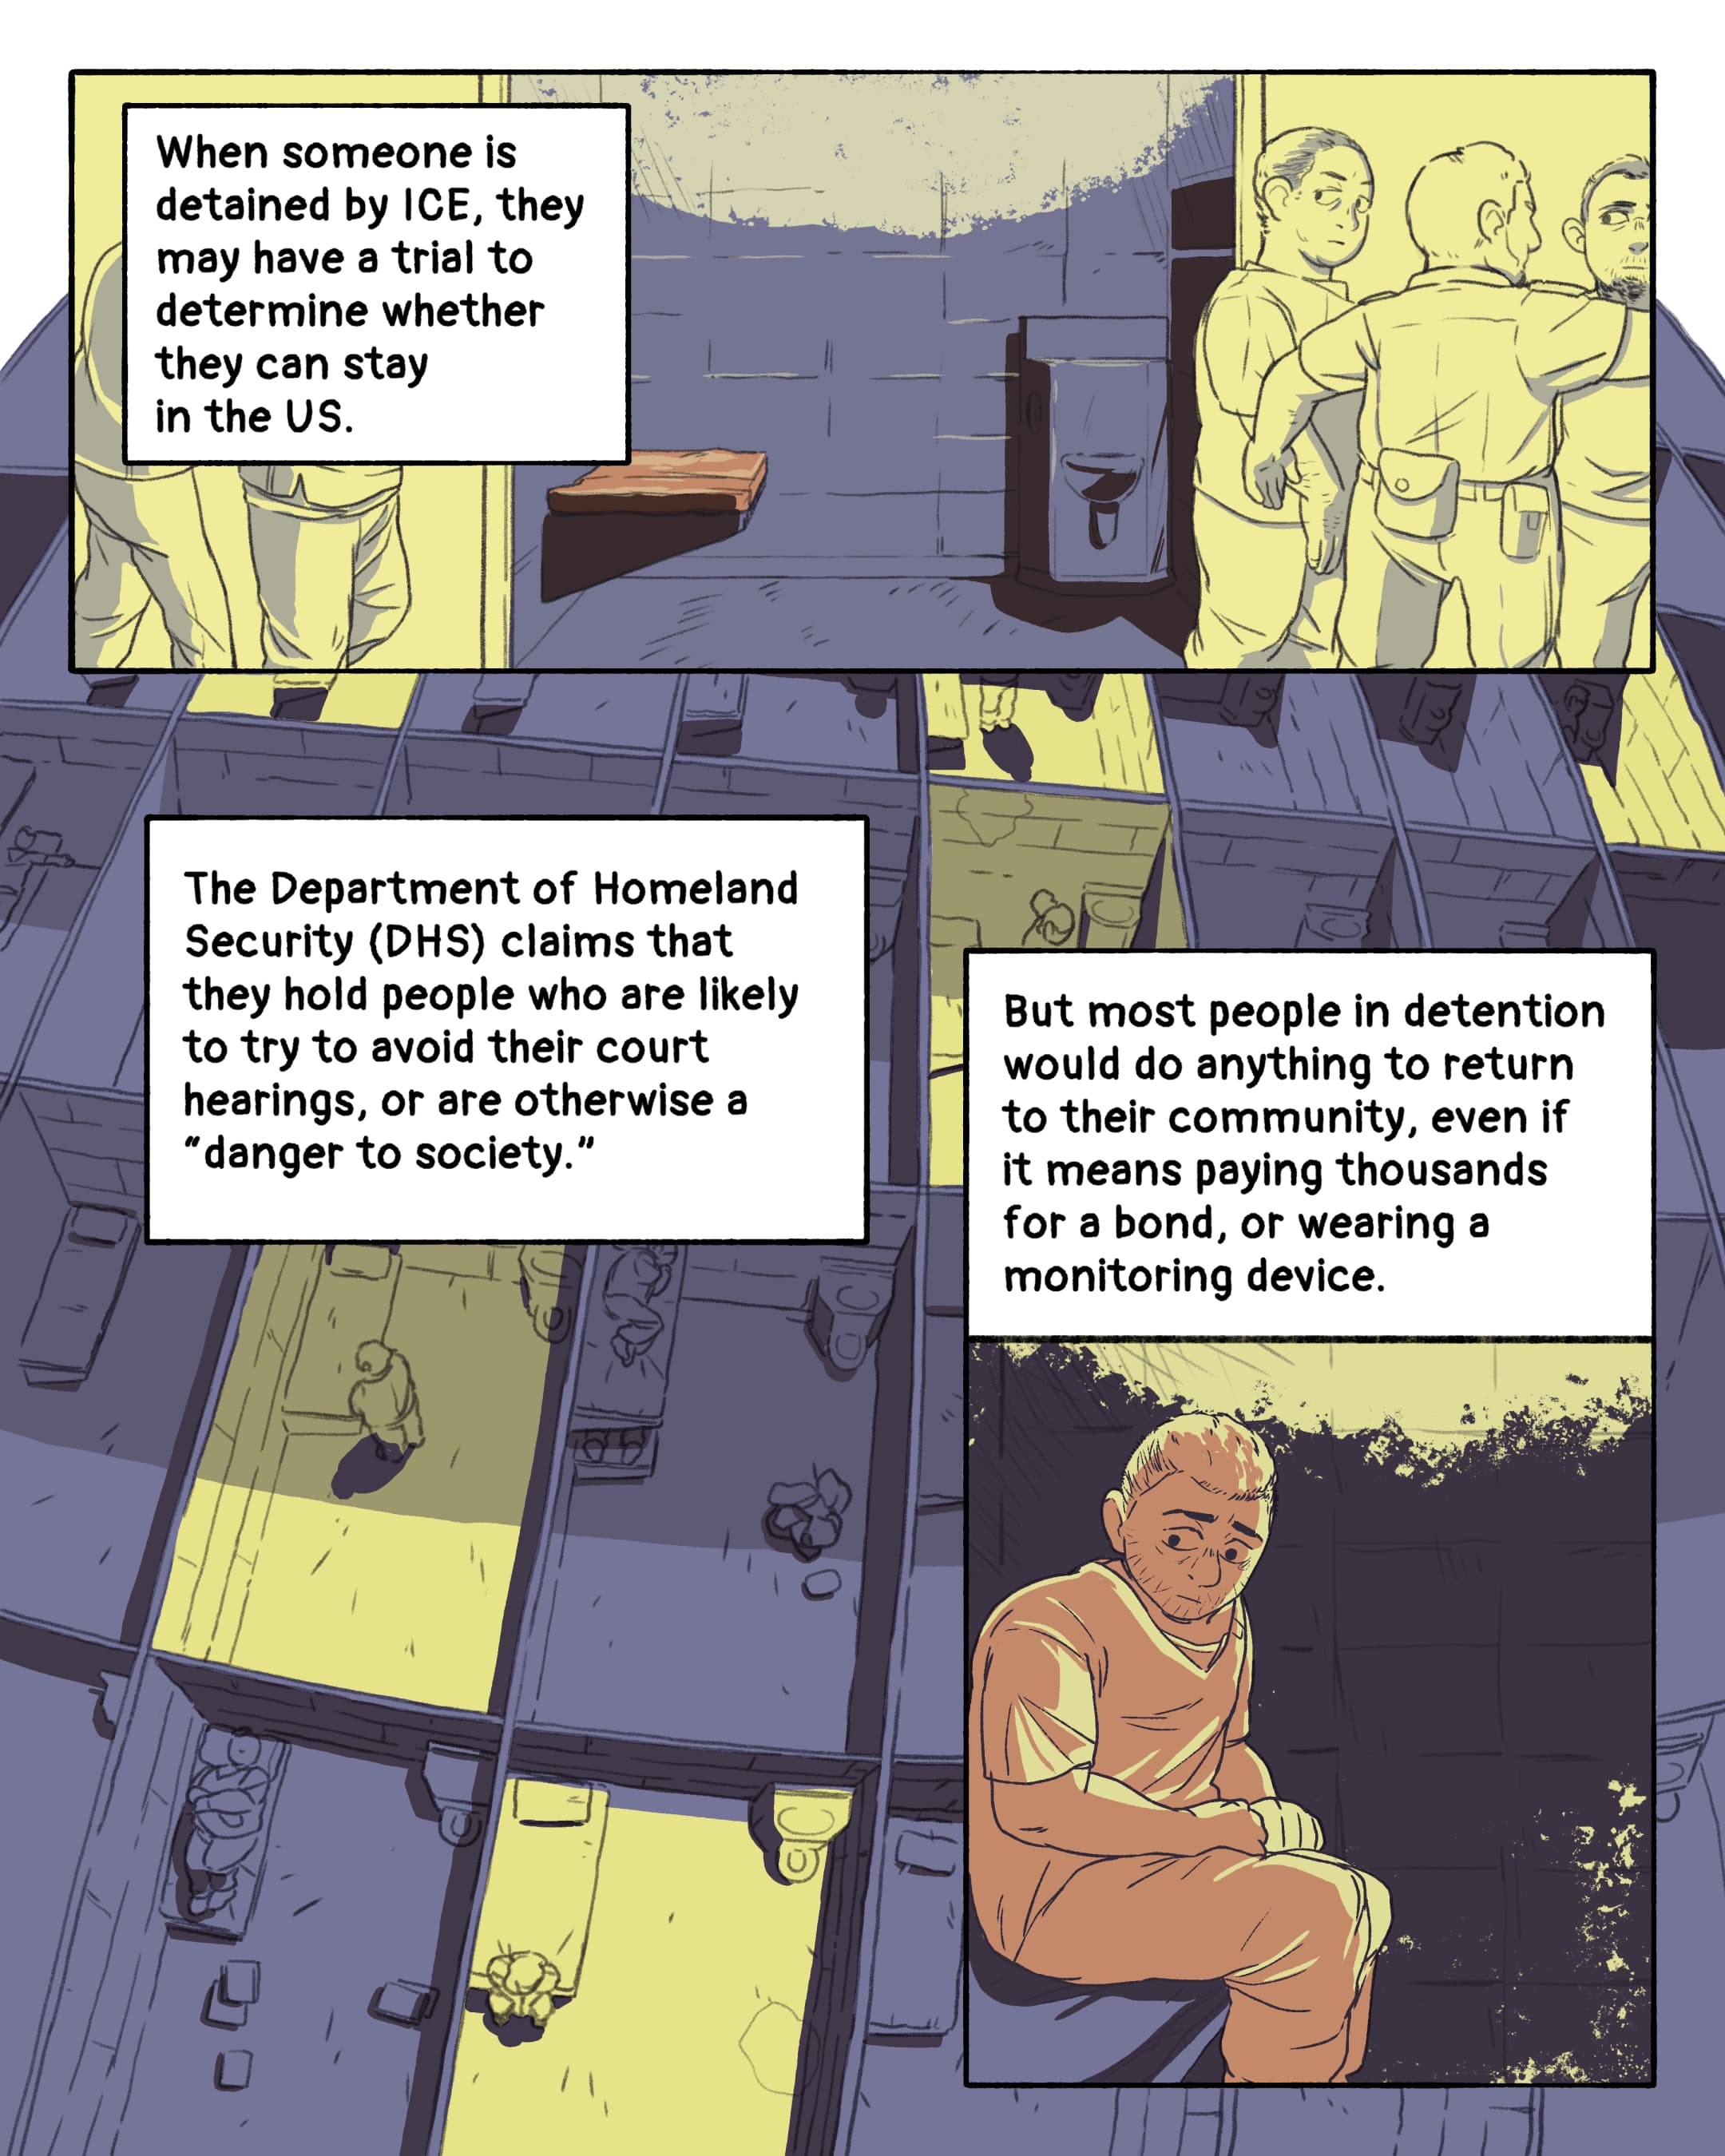 When someone is
detained by ICE, they
may have a trial to
determine whether
they can stay
in the US.
The Department of Homeland
Security (DHS) claims that
they hold people who are likely
to try to avoid their court
hearings, or are otherwise a
“danger to society.”
But most people in detention
would do anything to return
to their community, even if
it means paying thousands
for a bond, or wearing a
monitoring device.